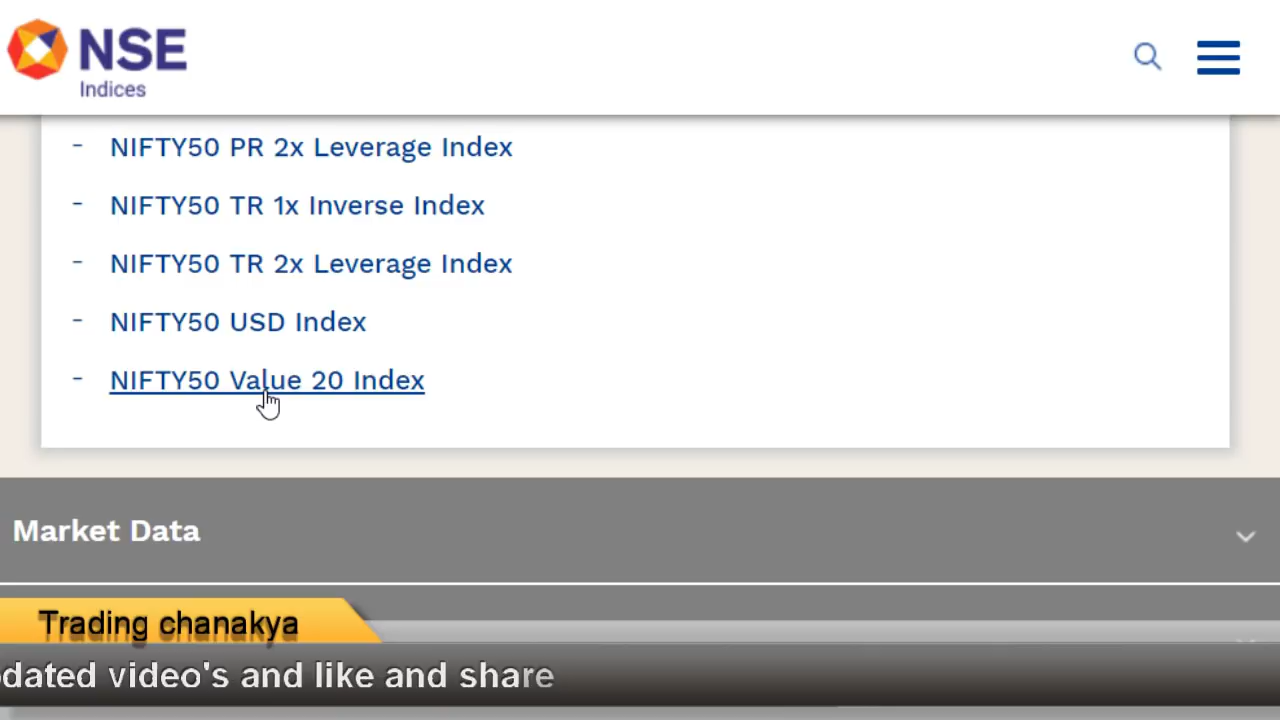 NSE
Indices
- NIFTY50 PR 2x Leverage Index
- NIFTY50 TR 1x Inverse Index
- NIFTY50 TR 2x Leverage Index
- NIFTY50 USD Index
- NIFTY50 Value 20 Index
Market Data
Trading chanakya
dated video's and like and share